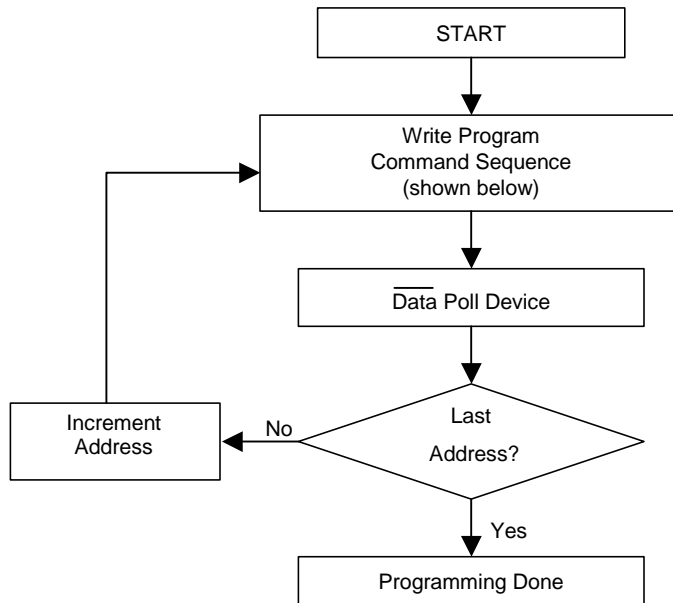 START
Write Program
Command Sequence
(shown below)
Data Poll Device
Last
Address?
No
Increment
Address
Yes
Programming Done